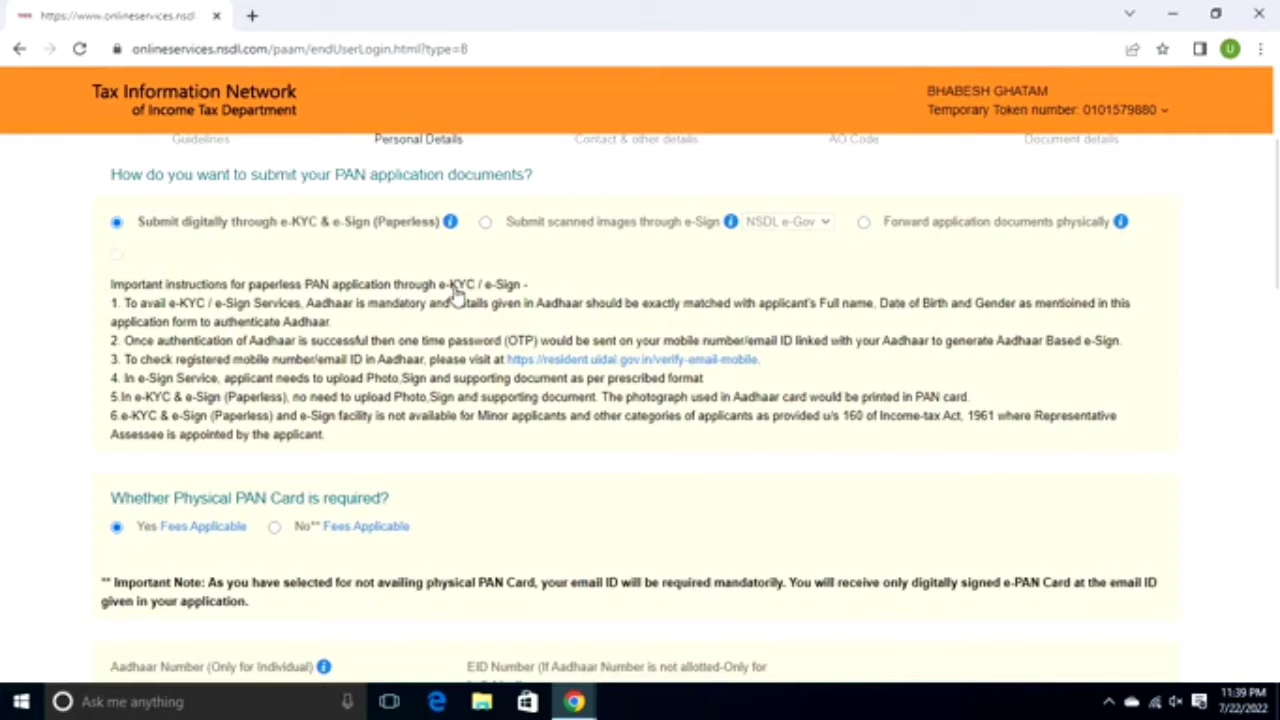 https://www.onlineservices.nsdl
onlineservices.nsdl.com/paam/endUserLogin.html?type=B
U
Tax Information Network
of Income Tax Department
BHABESH GHATAM
Temporary Token number: 0101579880
Guidelines
Personal Details
Contact & other details
AO Code
Document details
How do you want to submit your PAN application documents?
Submit digitally through e-KYC & e-Sign (Paperless)
Submit scanned images through e-Sign
NSDL e-Gov
Forward application documents physically
Important instructions for paperless PAN application through e-KYC / e-Sign -
1. To avail e-KYC / e-Sign Services, Aadhaar is mandatory and details given in Aadhaar should be exactly matched with applicant's Full name, Date of Birth and Gender as mentioined in this
application form to authenticate Aadhaar.
2. Once authentication of Aadhaar is successful then one time password (OTP) would be sent on your mobile number/email ID linked with your Aadhaar to generate Aadhaar Based e-Sign.
3. To check registered mobile number/email ID in Aadhaar, please visit at https://resident.uidai.gov.in/verify-email-mobile.
4. In e-Sign Service, applicant needs to upload Photo,Sign and supporting document as per prescribed format
5.In e-KYC & e-Sign (Paperless), no need to upload Photo,Sign and supporting document. The photograph used in Aadhaar card would be printed in PAN card.
6.e-KYC & e-Sign (Paperless) and e-Sign facility is not available for Minor applicants and other categories of applicants as provided u/s 160 of Income-tax Act, 1961 where Representative
Assessee is appointed by the applicant.
Whether Physical PAN Card is required?
Yes Fees Applicable
No** Fees Applicable
** Important Note: As you have selected for not availing physical PAN Card, your email ID will be required mandatorily. You will receive only digitally signed e-PAN Card at the email ID
given in your application.
Aadhaar Number (Only for Individual)
EID Number (If Aadhaar Number is not allotted-Only for
Ask me anything
11:39 PM
7/22/2022